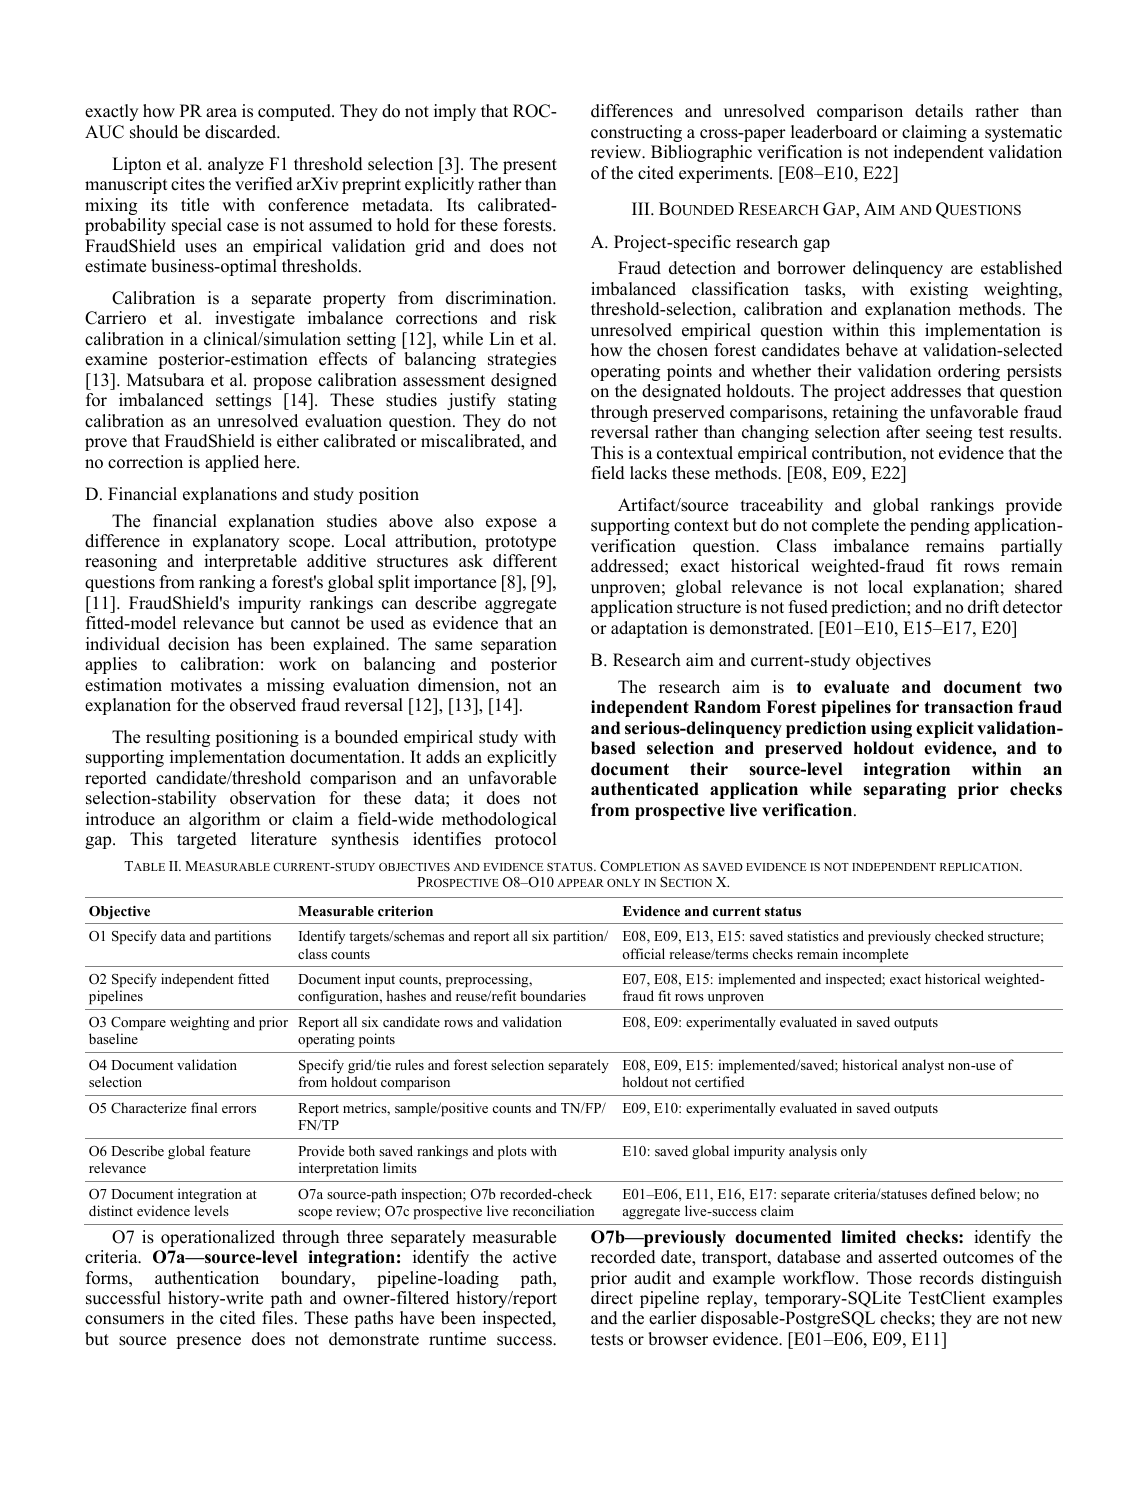 exactly how PR area is computed. They do not imply that ROC-
AUC should be discarded.
Lipton et al. analyze F1 threshold selection [3]. The present
manuscript cites the verified arXiv preprint explicitly rather than
mixing its title with conference metadata. Its calibrated-
probability special case is not assumed to hold for these forests.
FraudShield uses an empirical validation grid and does not
estimate business-optimal thresholds.
Calibration is a separate property from discrimination.
Carriero et al. investigate imbalance corrections and risk
calibration in a clinical/simulation setting [12], while Lin et al.
examine posterior-estimation effects of balancing strategies
[13]. Matsubara et al. propose calibration assessment designed
for imbalanced settings [14]. These studies justify stating
calibration as an unresolved evaluation question. They do not
prove that FraudShield is either calibrated or miscalibrated, and
no correction is applied here.
D. Financial explanations and study position
The financial explanation studies above also expose a
difference in explanatory scope. Local attribution, prototype
reasoning and interpretable additive structures ask different
questions from ranking a forest's global split importance [8], [9],
[11]. FraudShield's impurity rankings can describe aggregate
fitted-model relevance but cannot be used as evidence that an
individual decision has been explained. The same separation
applies to calibration: work on balancing and posterior
estimation motivates a missing evaluation dimension, not an
explanation for the observed fraud reversal [12], [13], [14].
The resulting positioning is a bounded empirical study with
supporting implementation documentation. It adds an explicitly
reported candidate/threshold comparison and an unfavorable
selection-stability observation for these data; it does not
introduce an algorithm or claim a field-wide methodological
gap. This targeted literature synthesis identifies protocol
differences and unresolved comparison details rather than
constructing a cross-paper leaderboard or claiming a systematic
review. Bibliographic verification is not independent validation
of the cited experiments. [E08–E10, E22]
III. BOUNDED RESEARCH GAP, AIM AND QUESTIONS
A. Project-specific research gap
Fraud detection and borrower delinquency are established
imbalanced classification tasks, with existing weighting,
threshold-selection, calibration and explanation methods. The
unresolved empirical question within this implementation is
how the chosen forest candidates behave at validation-selected
operating points and whether their validation ordering persists
on the designated holdouts. The project addresses that question
through preserved comparisons, retaining the unfavorable fraud
reversal rather than changing selection after seeing test results.
This is a contextual empirical contribution, not evidence that the
field lacks these methods. [E08, E09, E22]
Artifact/source traceability and global rankings provide
supporting context but do not complete the pending application-
verification question. Class imbalance remains partially
addressed; exact historical weighted-fraud fit rows remain
unproven; global relevance is not local explanation; shared
application structure is not fused prediction; and no drift detector
or adaptation is demonstrated. [E01–E10, E15–E17, E20]
B. Research aim and current-study objectives
The research aim is to evaluate and document two
independent Random Forest pipelines for transaction fraud
and serious-delinquency prediction using explicit validation-
based selection and preserved holdout evidence, and to
document their source-level integration within an
authenticated application while separating prior checks
from prospective live verification.
TABLE II. MEASURABLE CURRENT-STUDY OBJECTIVES AND EVIDENCE STATUS. COMPLETION AS SAVED EVIDENCE IS NOT INDEPENDENT REPLICATION.
PROSPECTIVE O8–O10 APPEAR ONLY IN SECTION X.
Objective Measurable criterion Evidence and current status
O1 Specify data and partitions Identify targets/schemas and report all six partition/ E08, E09, E13, E15: saved statistics and previously checked structure;
class counts official release/terms checks remain incomplete
O2 Specify independent fitted Document input counts, preprocessing, E07, E08, E15: implemented and inspected; exact historical weighted-
pipelines configuration, hashes and reuse/refit boundaries fraud fit rows unproven
O3 Compare weighting and prior Report all six candidate rows and validation E08, E09: experimentally evaluated in saved outputs
baseline operating points
O4 Document validation Specify grid/tie rules and forest selection separately E08, E09, E15: implemented/saved; historical analyst non-use of
selection from holdout comparison holdout not certified
O5 Characterize final errors Report metrics, sample/positive counts and TN/FP/ E09, E10: experimentally evaluated in saved outputs
FN/TP
O6 Describe global feature Provide both saved rankings and plots with E10: saved global impurity analysis only
relevance interpretation limits
O7 Document integration at O7a source-path inspection; O7b recorded-check E01–E06, E11, E16, E17: separate criteria/statuses defined below; no
distinct evidence levels scope review; O7c prospective live reconciliation aggregate live-success claim
O7 is operationalized through three separately measurable
criteria. O7a—source-level integration: identify the active
forms, authentication boundary, pipeline-loading path,
successful history-write path and owner-filtered history/report
consumers in the cited files. These paths have been inspected,
but source presence does not demonstrate runtime success.
O7b—previously documented limited checks: identify the
recorded date, transport, database and asserted outcomes of the
prior audit and example workflow. Those records distinguish
direct pipeline replay, temporary-SQLite TestClient examples
and the earlier disposable-PostgreSQL checks; they are not new
tests or browser evidence. [E01–E06, E09, E11]